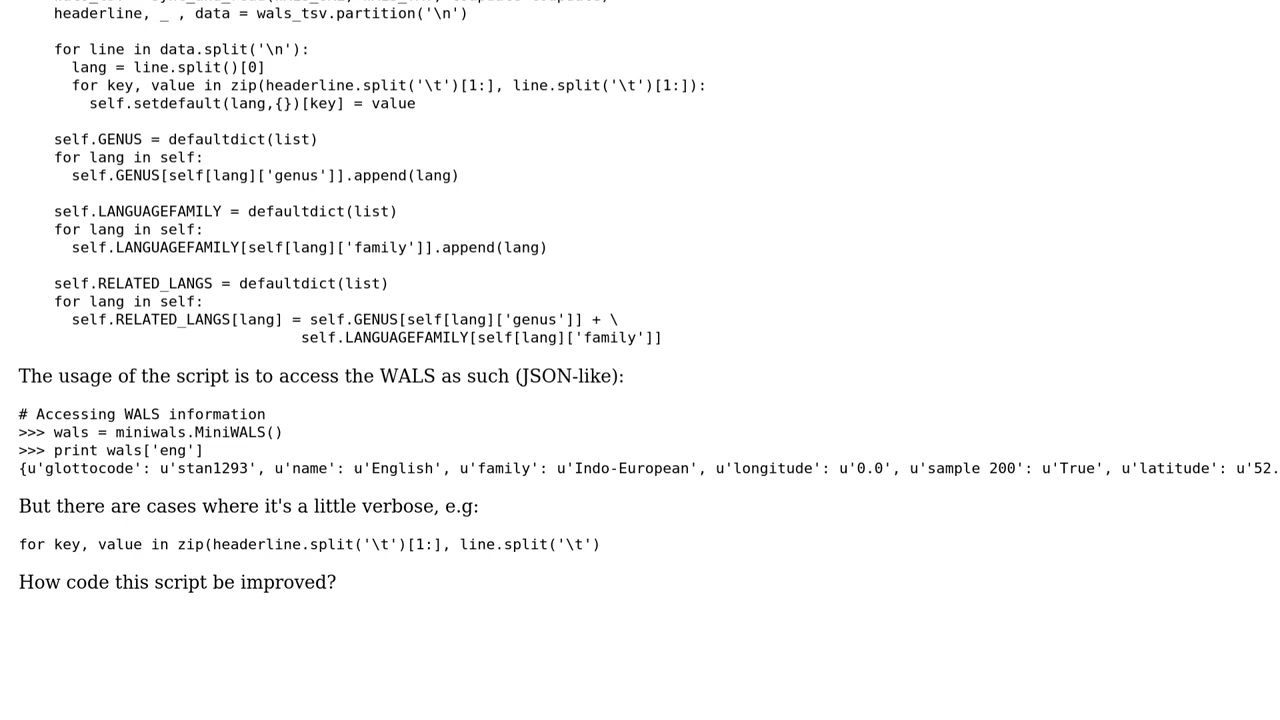 headerline, _ , data = wals_tsv.partition('\n')
for line in data.split('\n'):
lang = line.split()[0]
for key, value in zip(headerline.split('\t')[1:], line.split('\t')[1:]):
self.setdefault(lang,{})[key] = value
self.GENUS = defaultdict(list)
for lang in self:
self.GENUS[self[lang]['genus']].append(lang)
self.LANGUAGEFAMILY = defaultdict(list)
for lang in self:
self.LANGUAGEFAMILY[self[lang]['family']].append(lang)
self.RELATED_LANGS = defaultdict(list)
for lang in self:
self.RELATED_LANGS[lang] = self.GENUS[self[lang]['genus']] + \
self.LANGUAGEFAMILY[self[lang]['family']]
The usage of the script is to access the WALS as such (JSON-like):
# Accessing WALS information
>>> wals = miniwals.MiniWALS()
>>> print wals['eng']
{u'glottocode': u'stan1293', u'name': u'English', u'family': u'Indo-European', u'longitude': u'0.0', u'sample 200': u'True', u'latitude': u'52.
But there are cases where it's a little verbose, e.g:
for key, value in zip(headerline.split('\t')[1:], line.split('\t')
How code this script be improved?